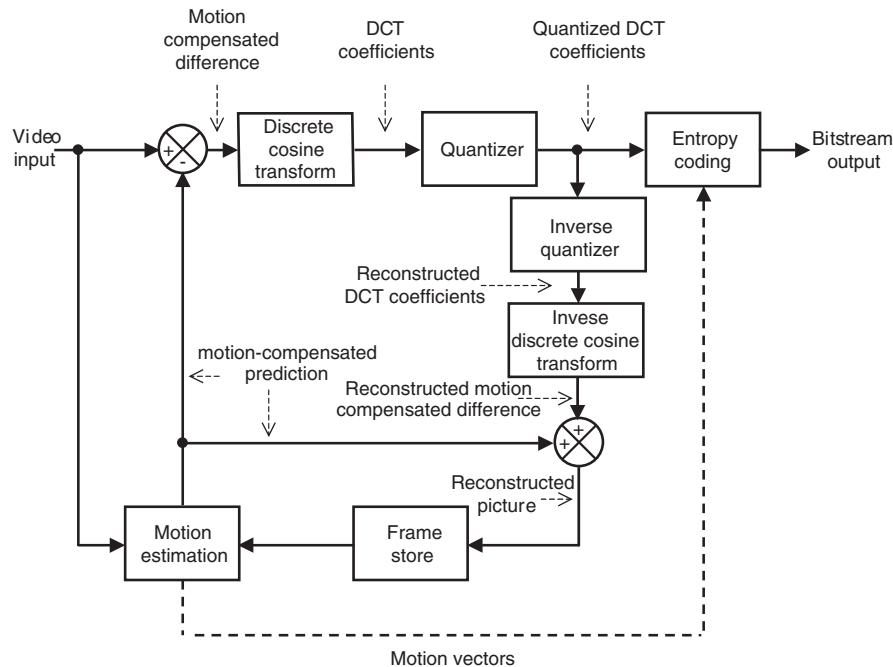 Motion
compensated
difference
DCT
coefficients
Quantized DCT
coefficients
Video
input
+
-
Discrete
cosine
transform
Quantizer
Entropy
coding
Bitstream
output
Inverse
quantizer
Reconstructed
DCT coefficients
Invese
discrete cosine
transform
motion-compensated
prediction
Reconstructed motion
compensated difference
+
+
Reconstructed
picture
Motion
estimation
Frame
store
Motion vectors